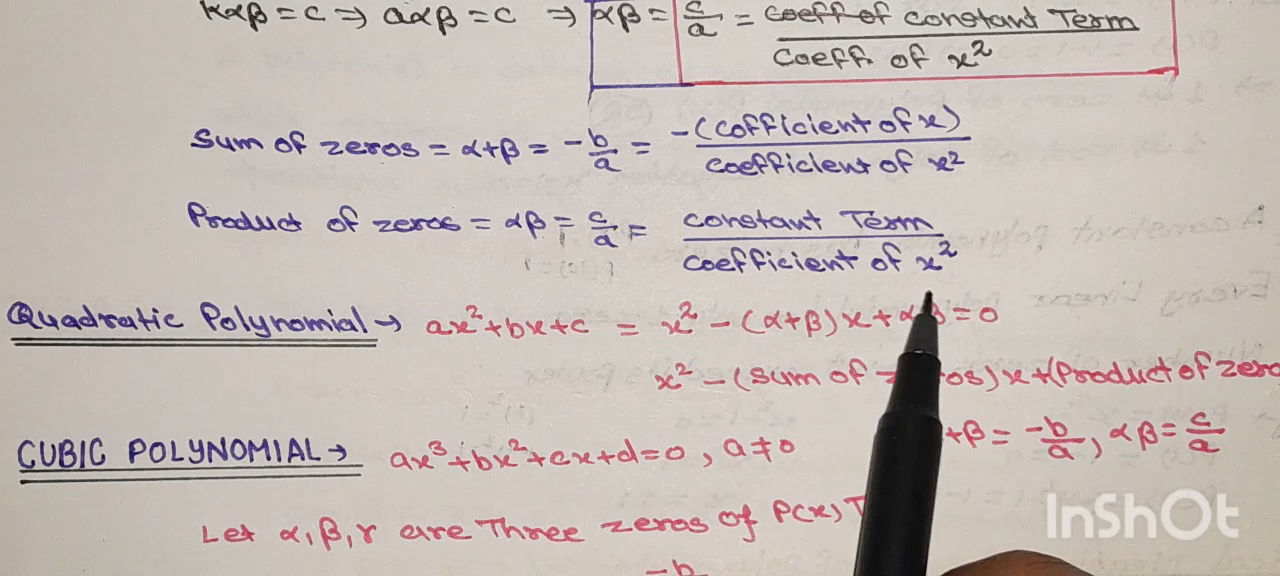 Kαβ=c ⇒ aαβ=c ⇒ αβ = c/a = coeff of constant Term / coeff. of x²
Sum of zeros = α+β = -b/a = -(cofficient of x) / coefficient of x²
Product of zeros = αβ = c/a = constant Term / coefficient of x²
Quadratic Polynomial → ax²+bx+c = x² - (α+β)x + αβ = 0
x² - (sum of zeros)x + (Product of zero
CUBIC POLYNOMIAL → ax³+bx²+cx+d=0, a≠0
+β = -b/a, αβ = c/a
Let α, β, γ are Three zeros of P(x) T
-b
InShOt